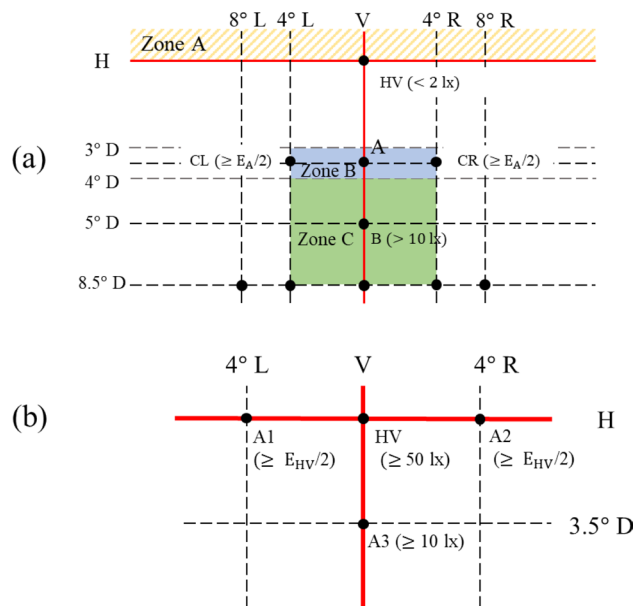 8° L 4° L V 4° R 8° R
Zone A
H
HV (< 2 lx)
(a)
3° D
A
CL (≥ E_A/2) CR (≥ E_A/2)
Zone B
4° D
5° D
Zone C B (> 10 lx)
8.5° D
4° L V 4° R
(b)
H
A1 HV A2
(≥ E_HV/2) (≥ 50 lx) (≥ E_HV/2)
3.5° D
A3 (≥ 10 lx)